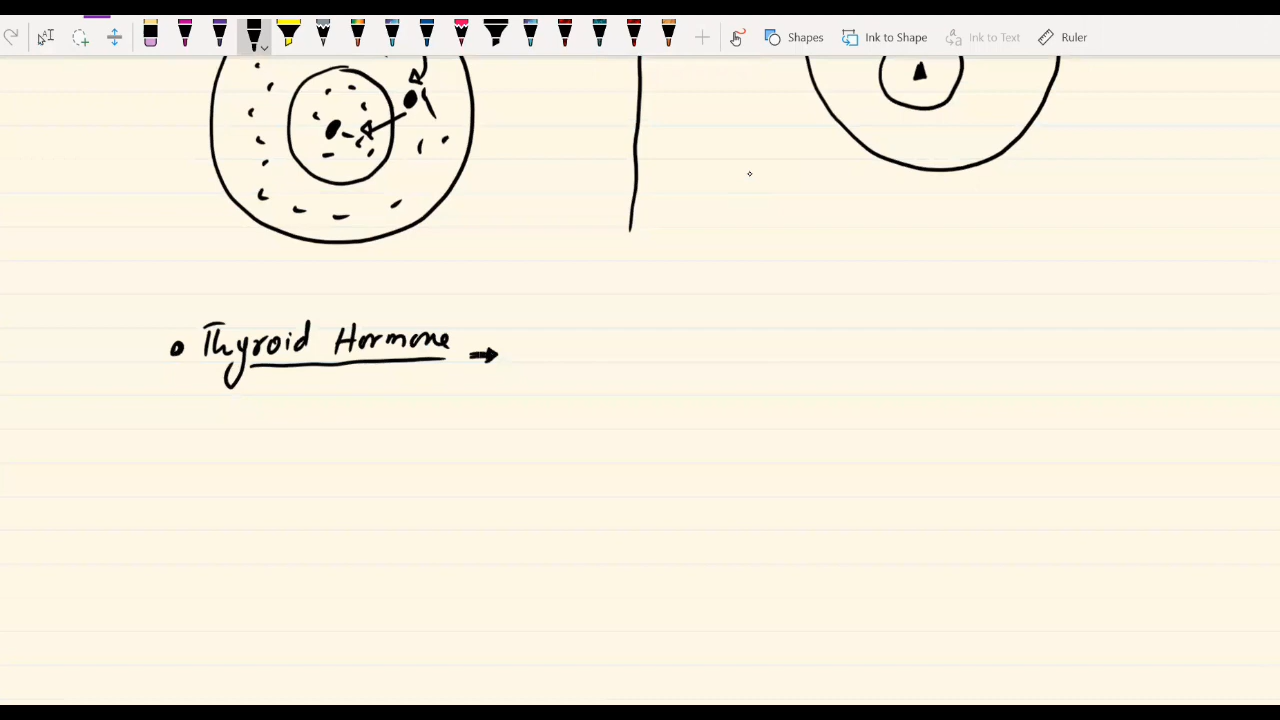 Shapes Ink to Shape Ink to Text Ruler
• Thyroid Hormone →